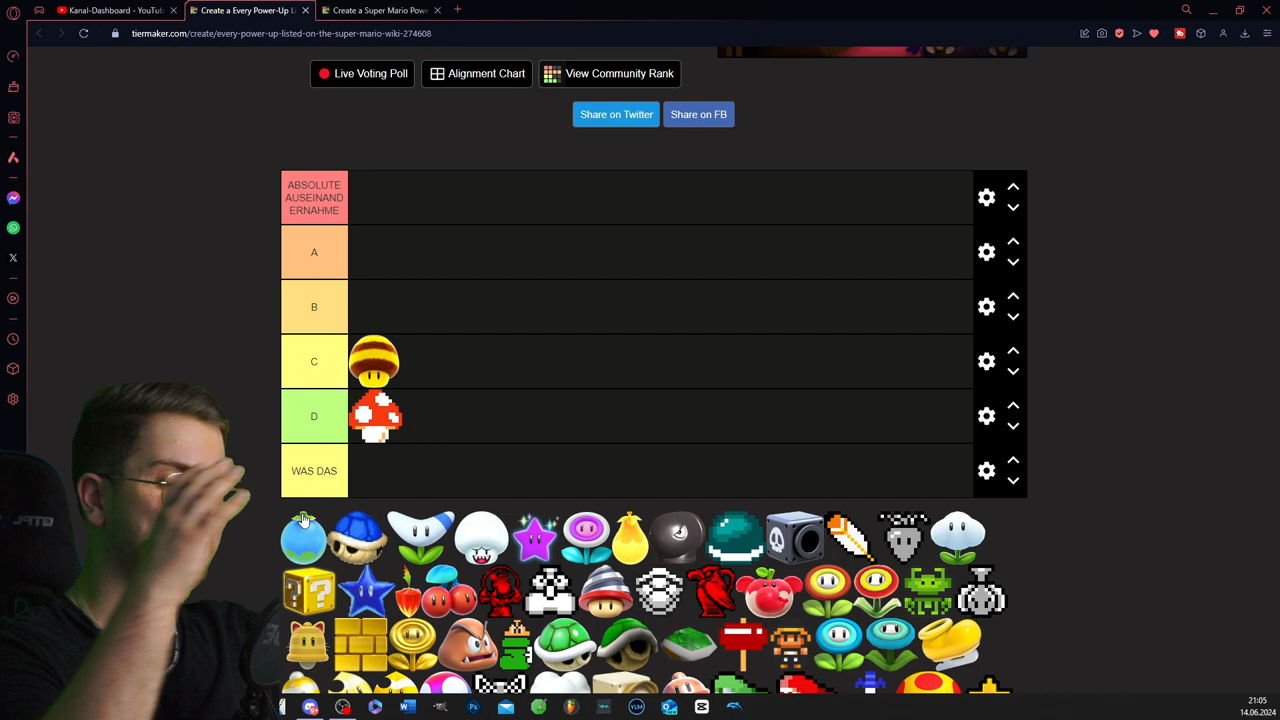 Kanal-Dashboard - YouTub
Create a Every Power-Up Li
Create a Super Mario Powe
tiermaker.com/create/every-power-up-listed-on-the-super-mario-wiki-274608
Live Voting Poll
Alignment Chart
View Community Rank
Share on Twitter
Share on FB
ABSOLUTE
AUSEINAND
ERNAHME
A
B
C
D
WAS DAS
21:05
14.06.2024